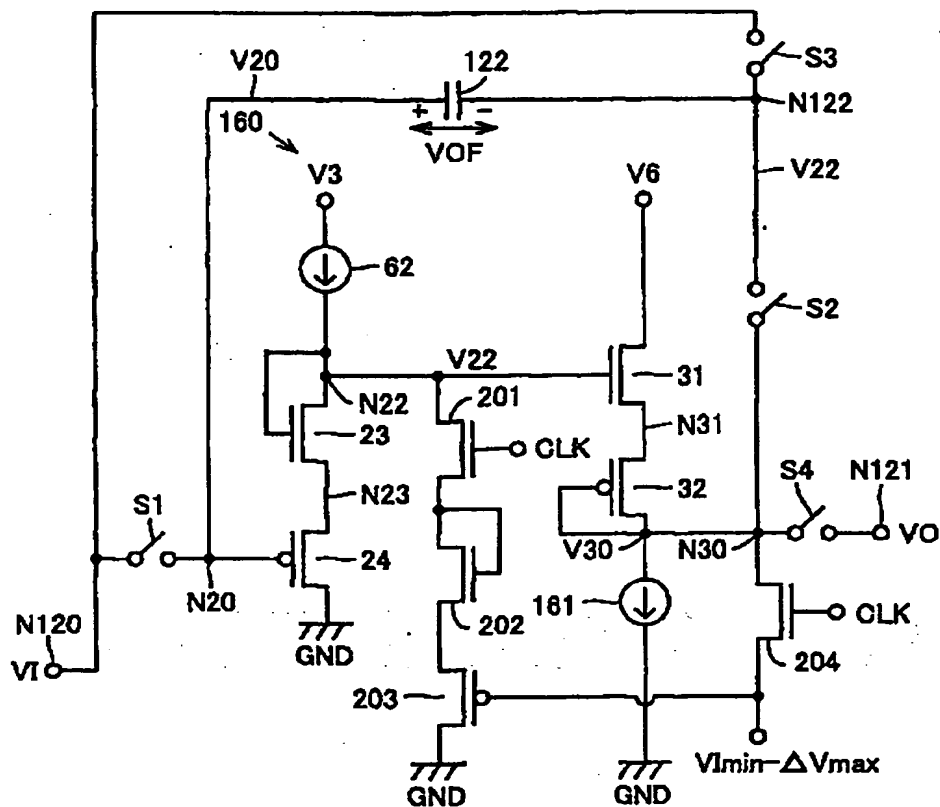 S3
V20
122
N122
+ -
160
VOF
V3
V6
V22
62
S2
V22
31
N22
201
N31
23
CLK
S4
N121
N23
32
S1
V30
N30
VO
24
N20
161
CLK
N120
202
GND
204
VI
203
VImin-ΔVmax
GND
GND